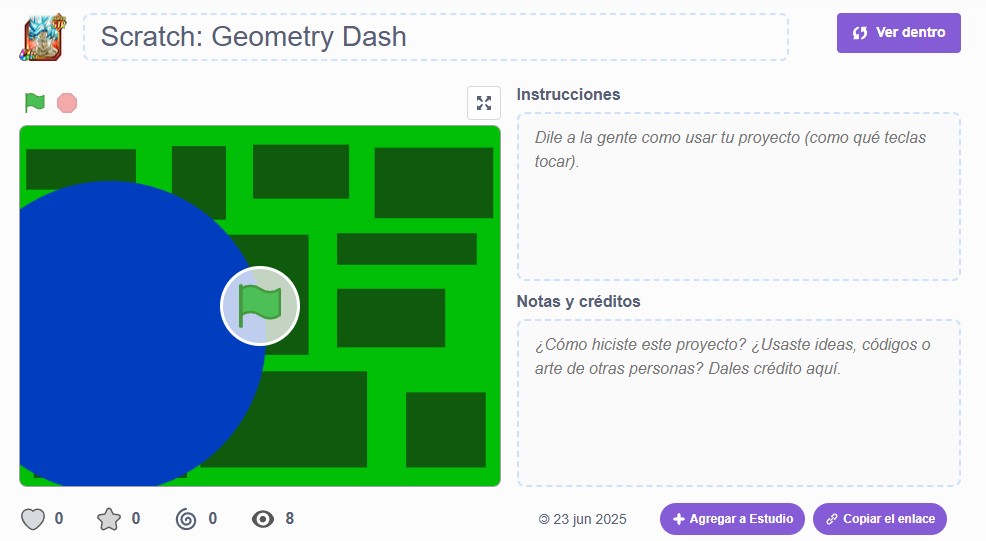 Scratch: Geometry Dash
Ver dentro
Instrucciones
Dile a la gente como usar tu proyecto (como qué teclas
tocar).
Notas y créditos
¿Cómo hiciste este proyecto? ¿Usaste ideas, códigos o
arte de otras personas? Dales crédito aquí.
0
0
0
8
© 23 jun 2025
Agregar a Estudio
Copiar el enlace